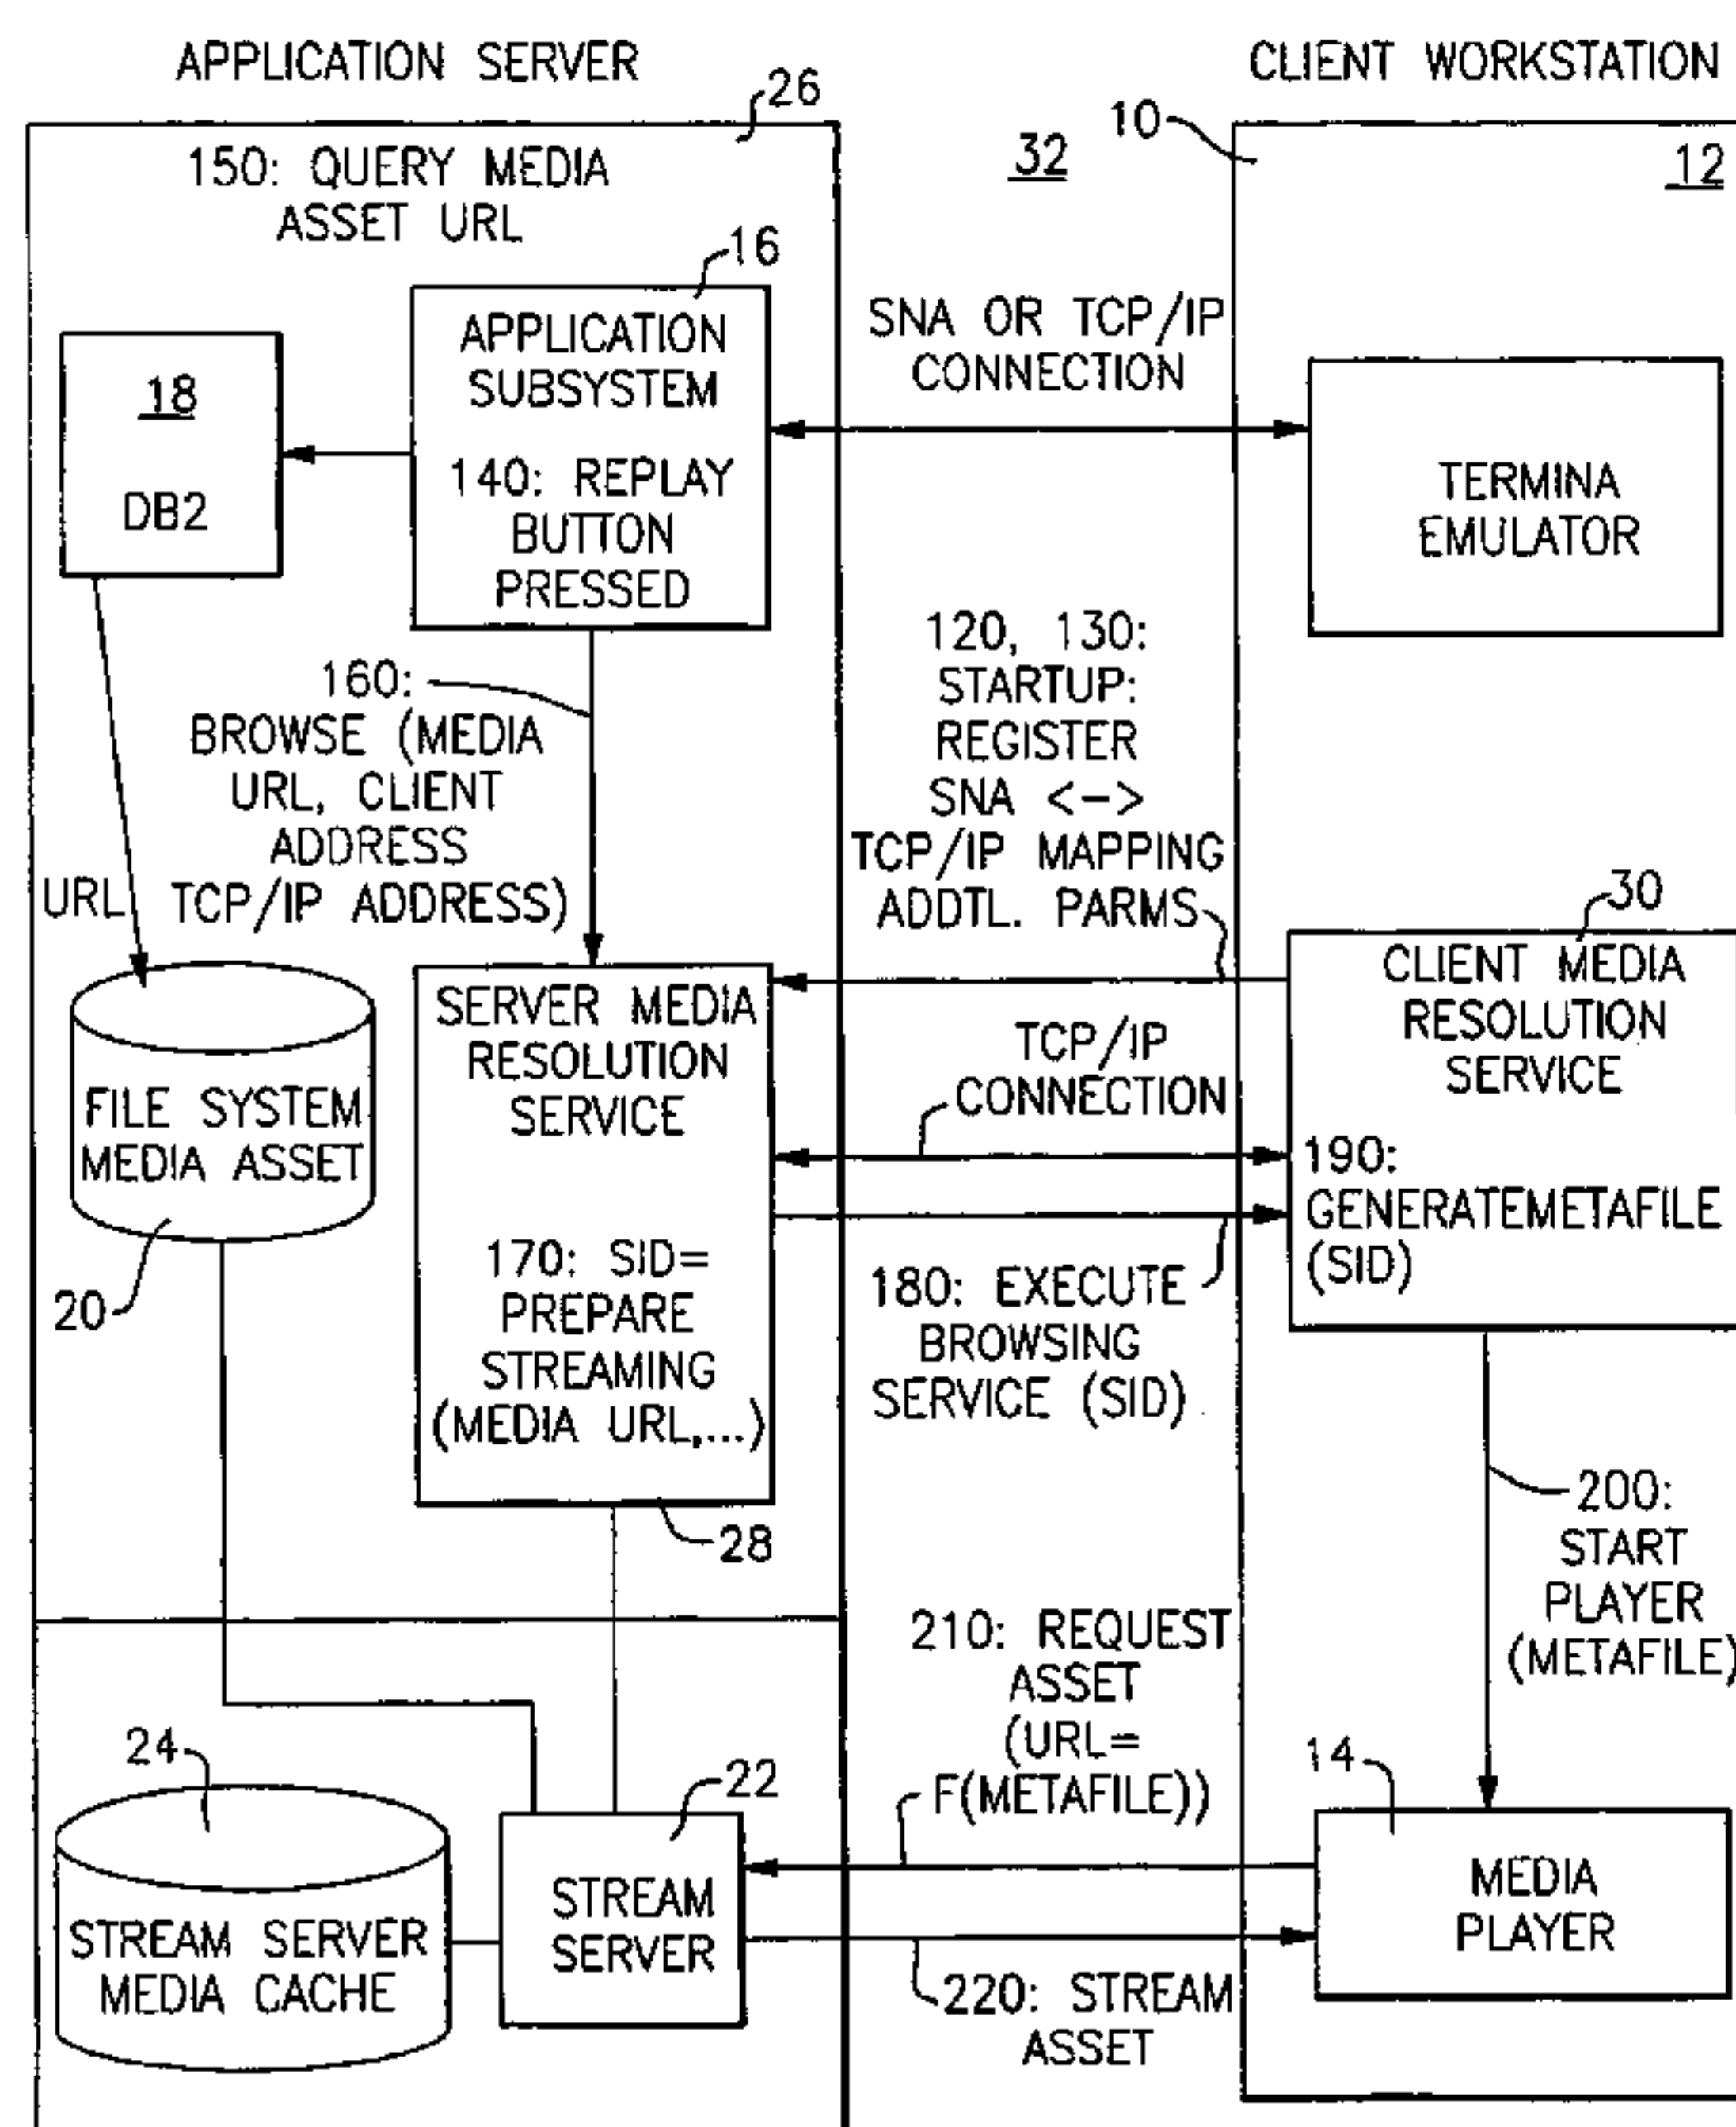 APPLICATION SERVER
CLIENT WORKSTATION
26
10
32
12
150: QUERY MEDIA
ASSET URL
16
APPLICATION
SUBSYSTEM
140: REPLAY
BUTTON
PRESSED
18
DB2
SNA OR TCP/IP
CONNECTION
TERMINA
EMULATOR
160:
BROWSE (MEDIA
URL, CLIENT
ADDRESS
TCP/IP ADDRESS)
URL
120, 130:
STARTUP:
REGISTER
SNA <->
TCP/IP MAPPING
ADDTL. PARMS
30
CLIENT MEDIA
RESOLUTION
SERVICE
190:
GENERATEMETAFILE
(SID)
FILE SYSTEM
MEDIA ASSET
20
SERVER MEDIA
RESOLUTION
SERVICE
170: SID=
PREPARE
STREAMING
(MEDIA URL,...)
28
TCP/IP
CONNECTION
180: EXECUTE
BROWSING
SERVICE (SID)
200:
START
PLAYER
(METAFILE)
210: REQUEST
ASSET
(URL=
F(METAFILE))
24
STREAM SERVER
MEDIA CACHE
22
STREAM
SERVER
14
MEDIA
PLAYER
220: STREAM
ASSET